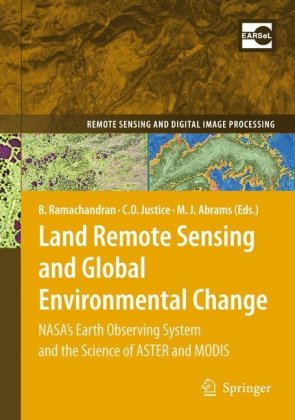 EARSeL
REMOTE SENSING AND DIGITAL IMAGE PROCESSING
B. Ramachandran · C.O. Justice · M. J. Abrams (Eds.)
Land Remote Sensing
and Global
Environmental Change
NASA's Earth Observing System
and the Science of ASTER and MODIS
Springer